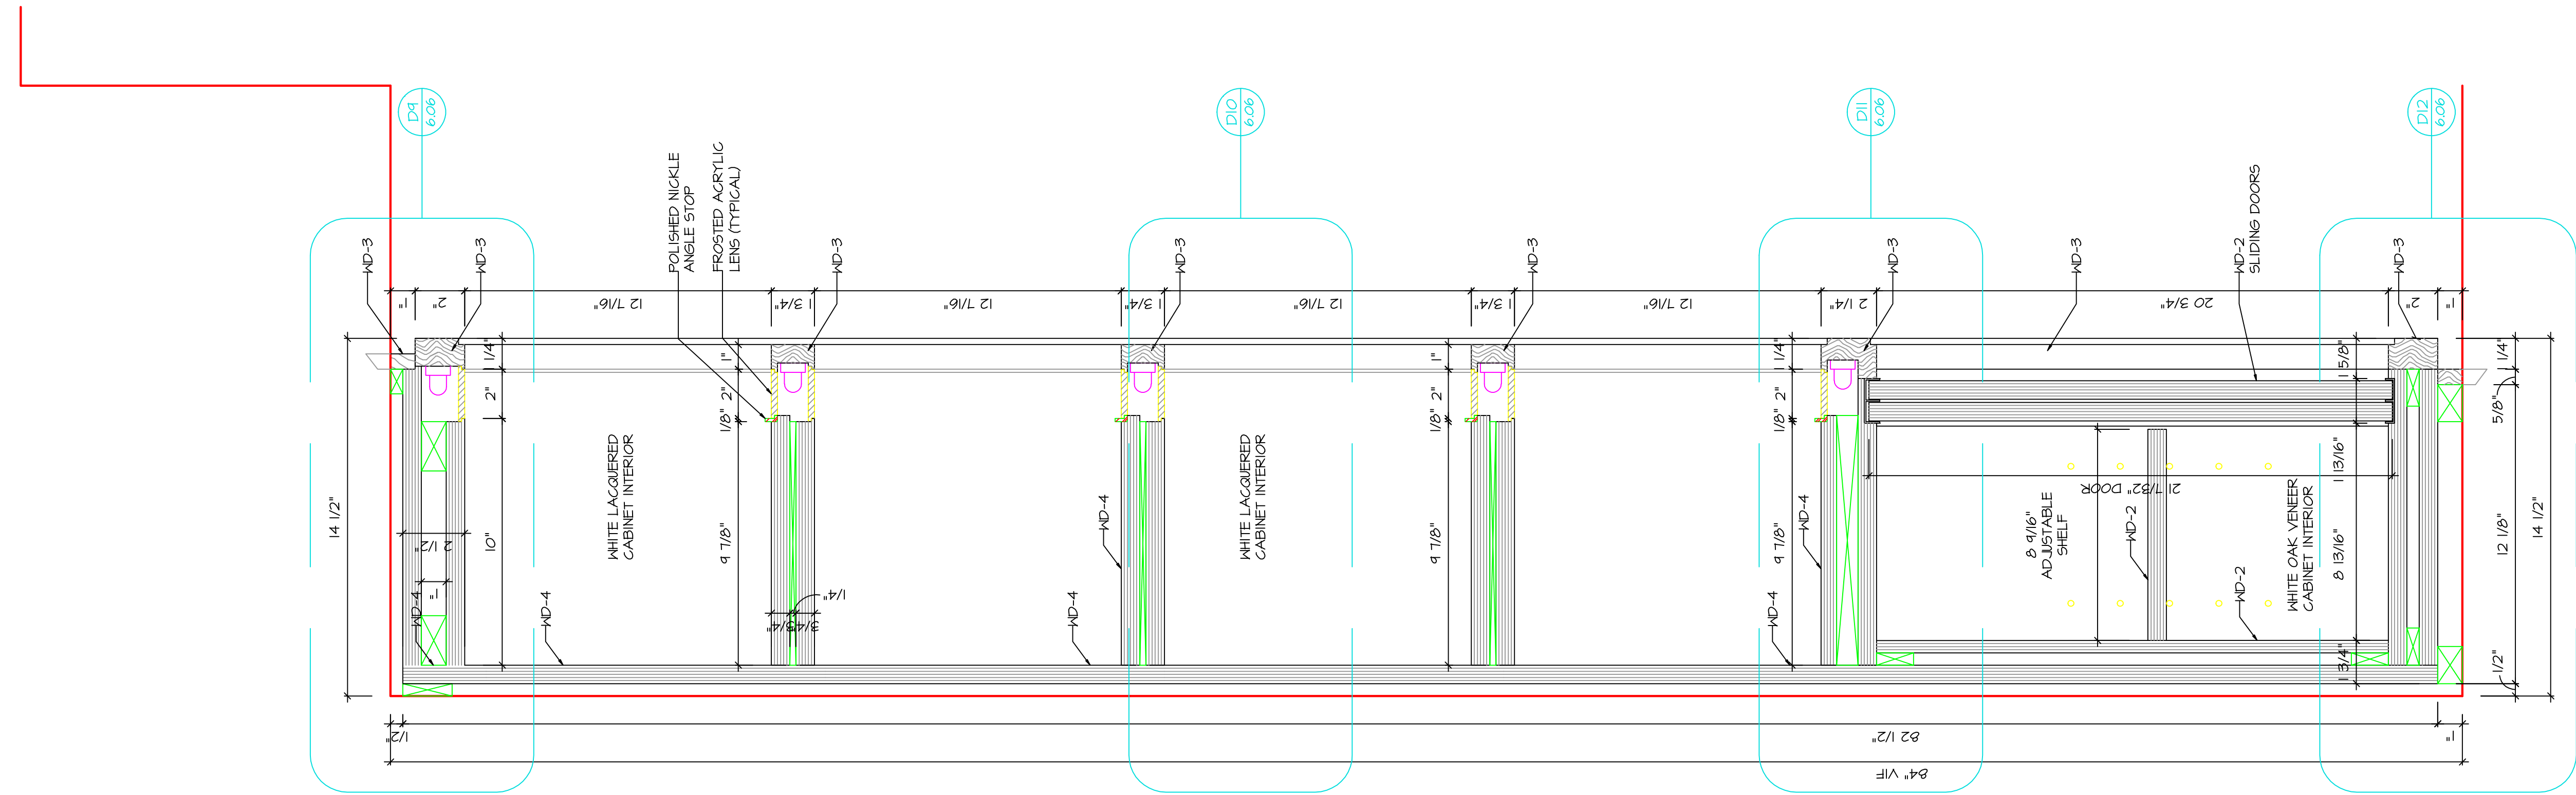 D9
6.06
D10
6.06
D11
6.06
D12
6.06
POLISHED NICKLE
ANGLE STOP
FROSTED ACRYLIC
LENS (TYPICAL)
WD-3
WD-3
WD-3
WD-3
WD-3
WD-3
WD-3
WD-2
SLIDING DOORS
WD-3
1"
2"
12 7/16"
1 3/4"
12 7/16"
1 3/4"
12 7/16"
1 3/4"
12 7/16"
2 1/4"
20 3/4"
2"
1"
14 1/2"
1 1/4"
2"
10"
2 1/2"
1"
WD-4
WD-4
WHITE LACQUERED
CABINET INTERIOR
1"
2"
1/8"
9 7/8"
3/4"
3/4"
1/4"
WD-4
WD-4
WHITE LACQUERED
CABINET INTERIOR
1"
2"
1/8"
9 7/8"
1 1/4"
2"
1/8"
9 7/8"
WD-4
WD-4
21 7/32" DOOR
8 9/16"
ADJUSTABLE
SHELF
WD-2
WD-2
WHITE OAK VENEER
CABINET INTERIOR
1 5/8"
1 13/16"
8 13/16"
1 3/4"
1 1/4"
5/8"
12 1/8"
1/2"
14 1/2"
1/2"
82 1/2"
1"
84" VIF